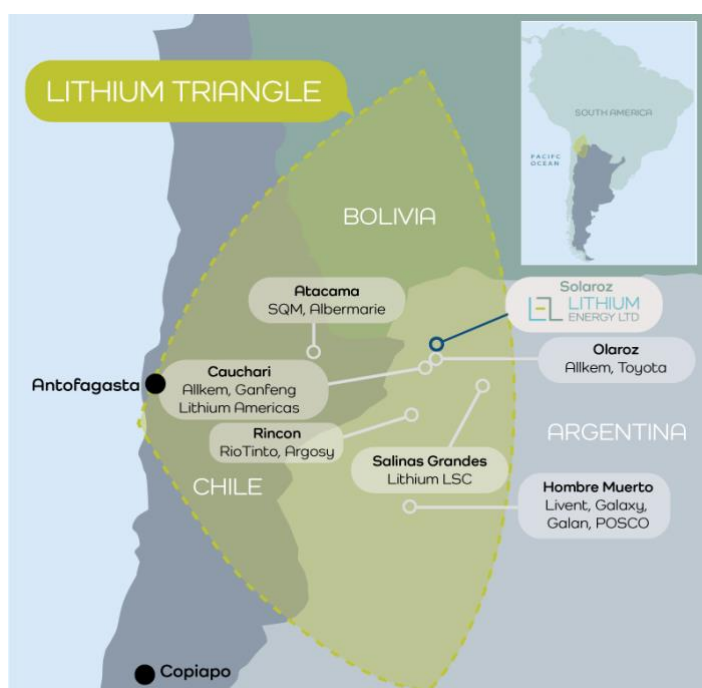 LITHIUM TRIANGLE
SOUTH AMERICA
PACIFC
OCEAN
BOLIVIA
Atacama
SQM, Albermarie
Solaroz
LEL LITHIUM
ENERGY LTD
Olaroz
Allkem, Toyota
Antofagasta
Cauchari
Allkem, Ganfeng
Lithium Americas
Rincon
RioTinto, Argosy
ARGENTINA
Salinas Grandes
Lithium LSC
CHILE
Hombre Muerto
Livent, Galaxy,
Galan, POSCO
Copiapo